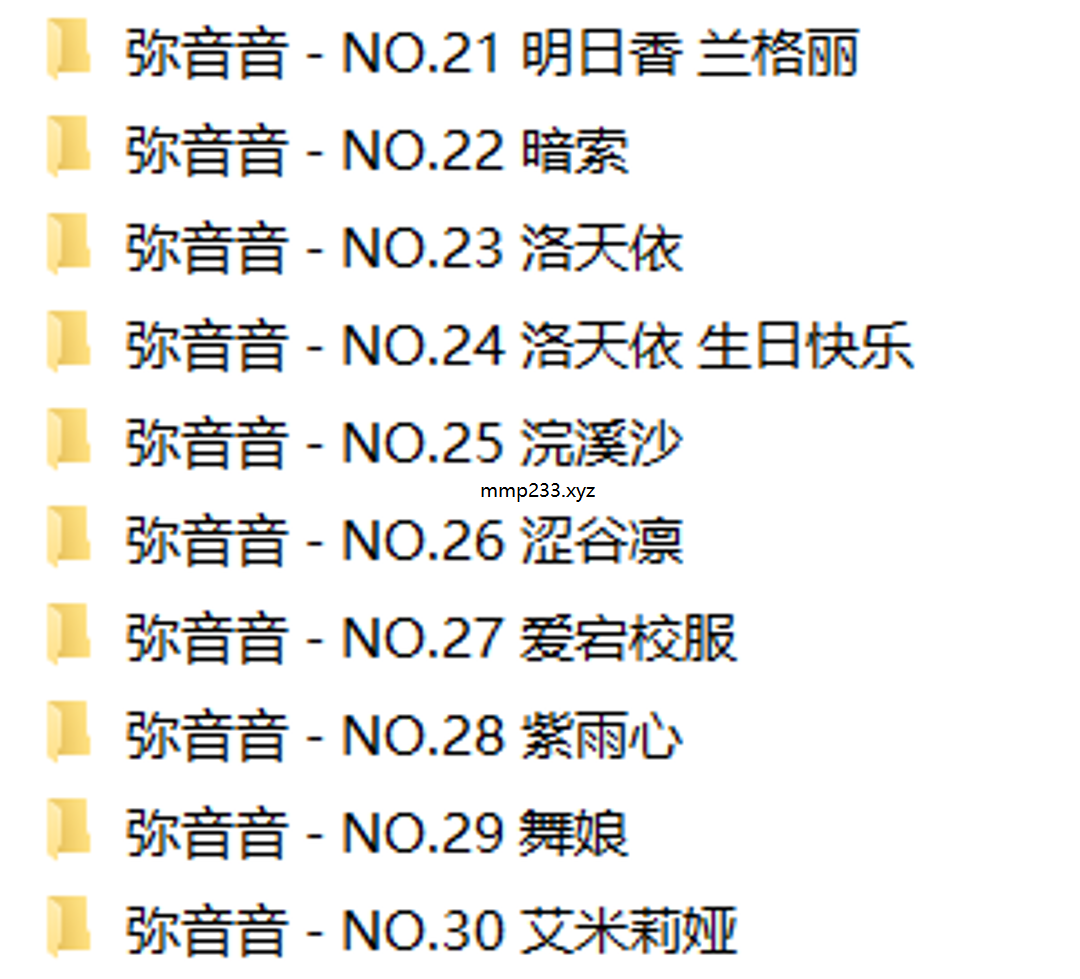 弥音音 - NO.21 明日香 兰格丽
弥音音 - NO.22 暗索
弥音音 - NO.23 洛天依
弥音音 - NO.24 洛天依 生日快乐
弥音音 - NO.25 浣溪沙
mmp233.xyz
弥音音 - NO.26 涩谷凛
弥音音 - NO.27 爱宕校服
弥音音 - NO.28 紫雨心
弥音音 - NO.29 舞娘
弥音音 - NO.30 艾米莉娅